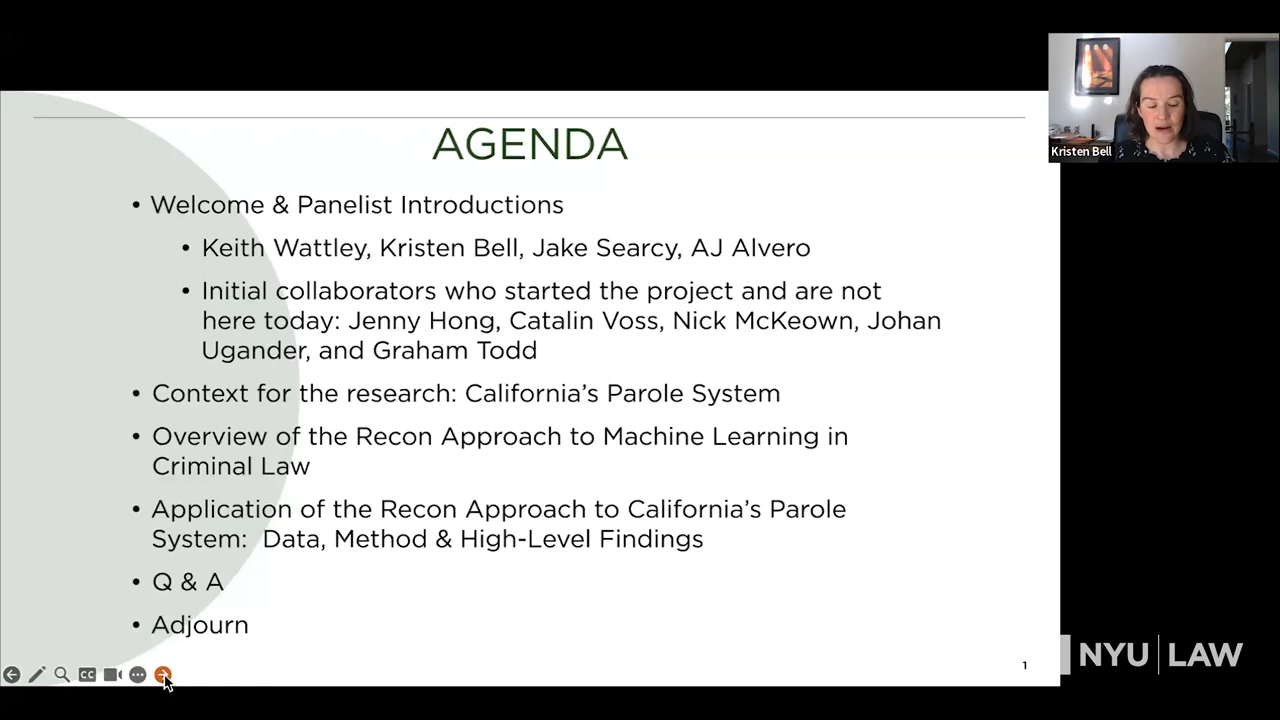 AGENDA
• Welcome & Panelist Introductions
• Keith Wattley, Kristen Bell, Jake Searcy, AJ Alvero
• Initial collaborators who started the project and are not
here today: Jenny Hong, Catalin Voss, Nick McKeown, Johan
Ugander, and Graham Todd
• Context for the research: California's Parole System
• Overview of the Recon Approach to Machine Learning in
Criminal Law
• Application of the Recon Approach to California's Parole
System: Data, Method & High-Level Findings
• Q & A
• Adjourn
CC
1
Kristen Bell
NYU | LAW